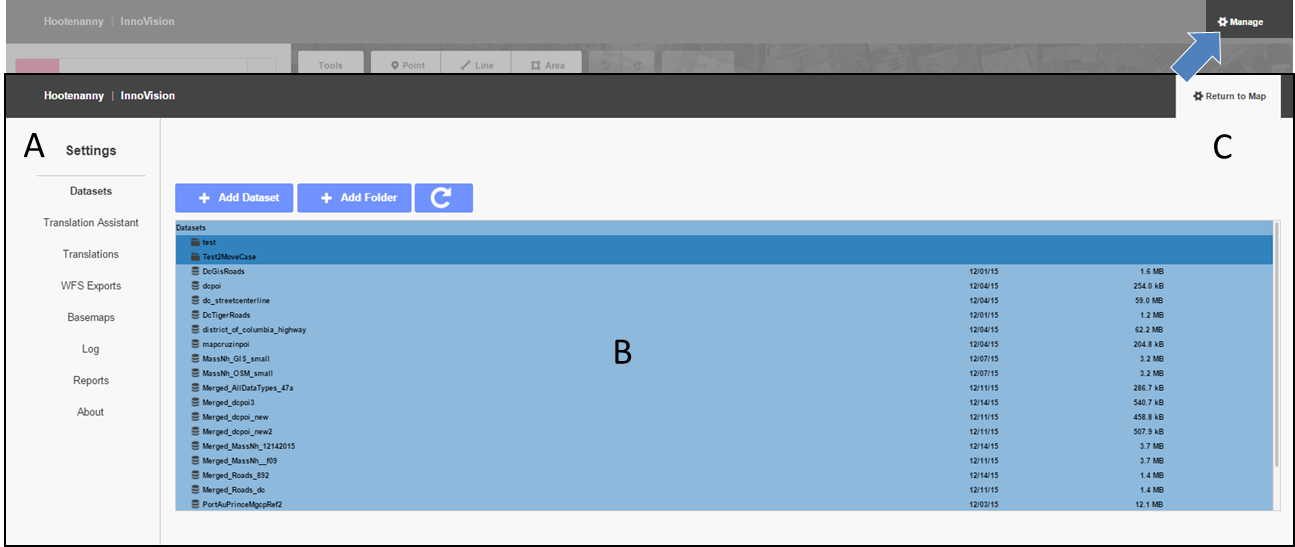 Hootenanny | InnoVision
Manage
Tools Point Line Area
Hootenanny | InnoVision
Return to Map
A
C
Settings
Datasets
Translation Assistant
Translations
WFS Exports
Basemaps
Log
Reports
About
+ Add Dataset + Add Folder
Datasets
test
Test2MoveCase
DcGisRoads 12/01/15 1.6 MB
dcpoi 12/04/15 254.0 kB
dc_streetcenterline 12/04/15 59.0 MB
DcTigerRoads 12/01/15 1.2 MB
district_of_columbia_highway 12/04/15 62.2 MB
mapcruzinpoi 12/04/15 204.8 kB
B
MassNh_GIS_small 12/07/15 3.2 MB
MassNh_OSM_small 12/07/15 3.2 MB
Merged_AllDataTypes_47a 12/11/15 286.7 kB
Merged_dcpoi3 12/14/15 540.7 kB
Merged_dcpoi_new 12/11/15 458.8 kB
Merged_dcpoi_new2 12/11/15 507.9 kB
Merged_MassNh_12142015 12/14/15 3.7 MB
Merged_MassNh__f09 12/11/15 3.7 MB
Merged_Roads_892 12/14/15 1.4 MB
Merged_Roads_dc 12/11/15 1.4 MB
PortAuPrinceMgcpRef2 12/03/15 12.1 MB